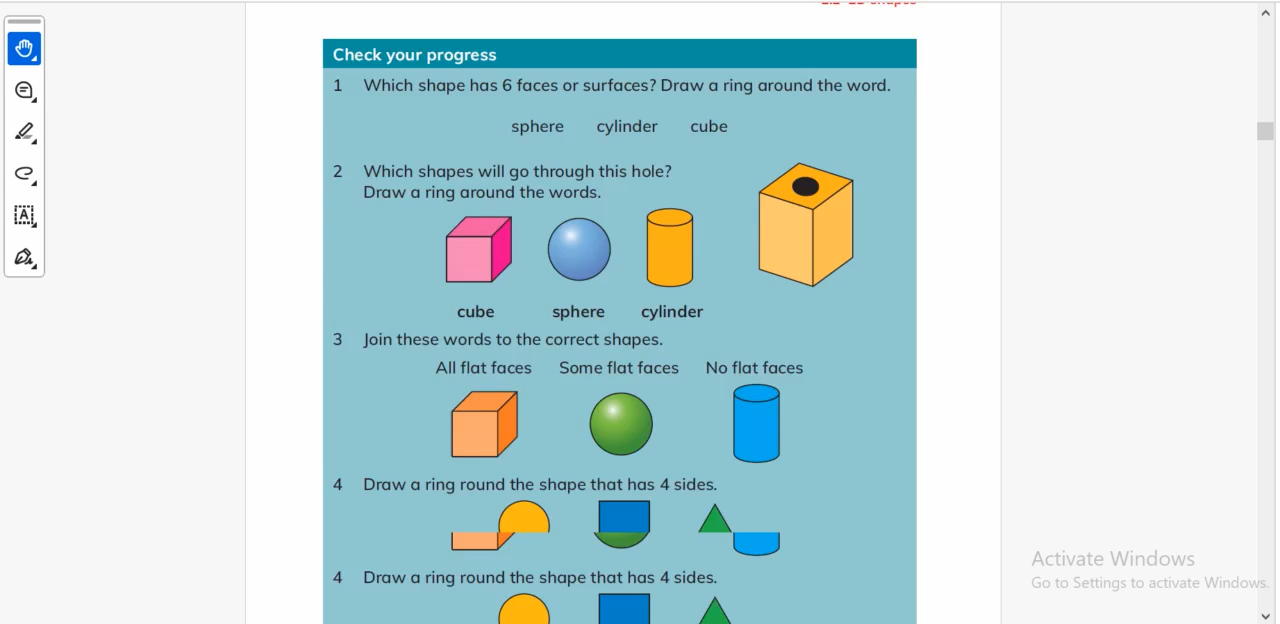 Check your progress
1 Which shape has 6 faces or surfaces? Draw a ring around the word.
sphere cylinder cube
2 Which shapes will go through this hole?
Draw a ring around the words.
cube sphere cylinder
3 Join these words to the correct shapes.
All flat faces Some flat faces No flat faces
4 Draw a ring round the shape that has 4 sides.
4 Draw a ring round the shape that has 4 sides.
Activate Windows
Go to Settings to activate Windows.